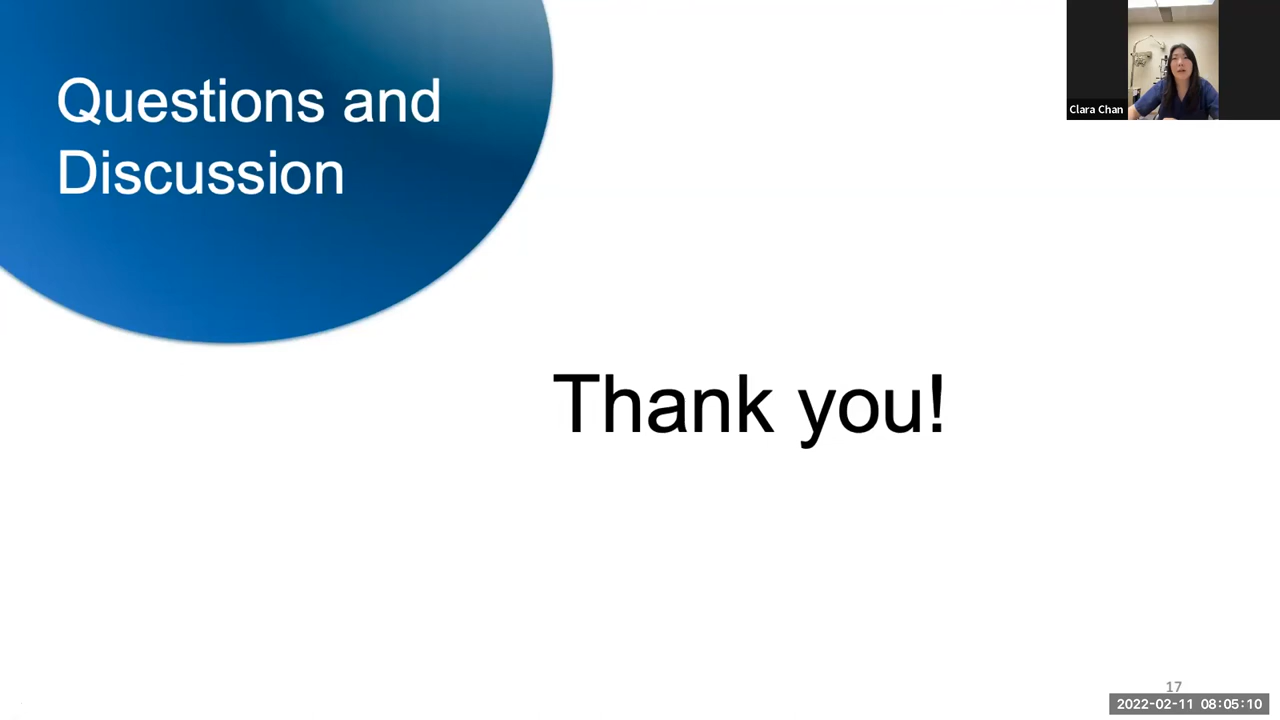 Questions and
Discussion
Clara Chan
Thank you!
17
2022-02-11 08:05:10